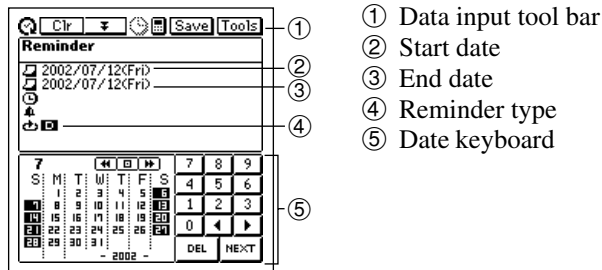 Clr Save Tools
Reminder
2002/07/12(Fri)
2002/07/12(Fri)
D
7
S M T W T F S
1 2 3 4 5 6
7 8 9 10 11 12 13
14 15 16 17 18 19 20
21 22 23 24 25 26 27
28 29 30 31
- 2002 -
7 8 9
4 5 6
1 2 3
0
DEL NEXT
①
②
③
④
⑤
① Data input tool bar
② Start date
③ End date
④ Reminder type
⑤ Date keyboard